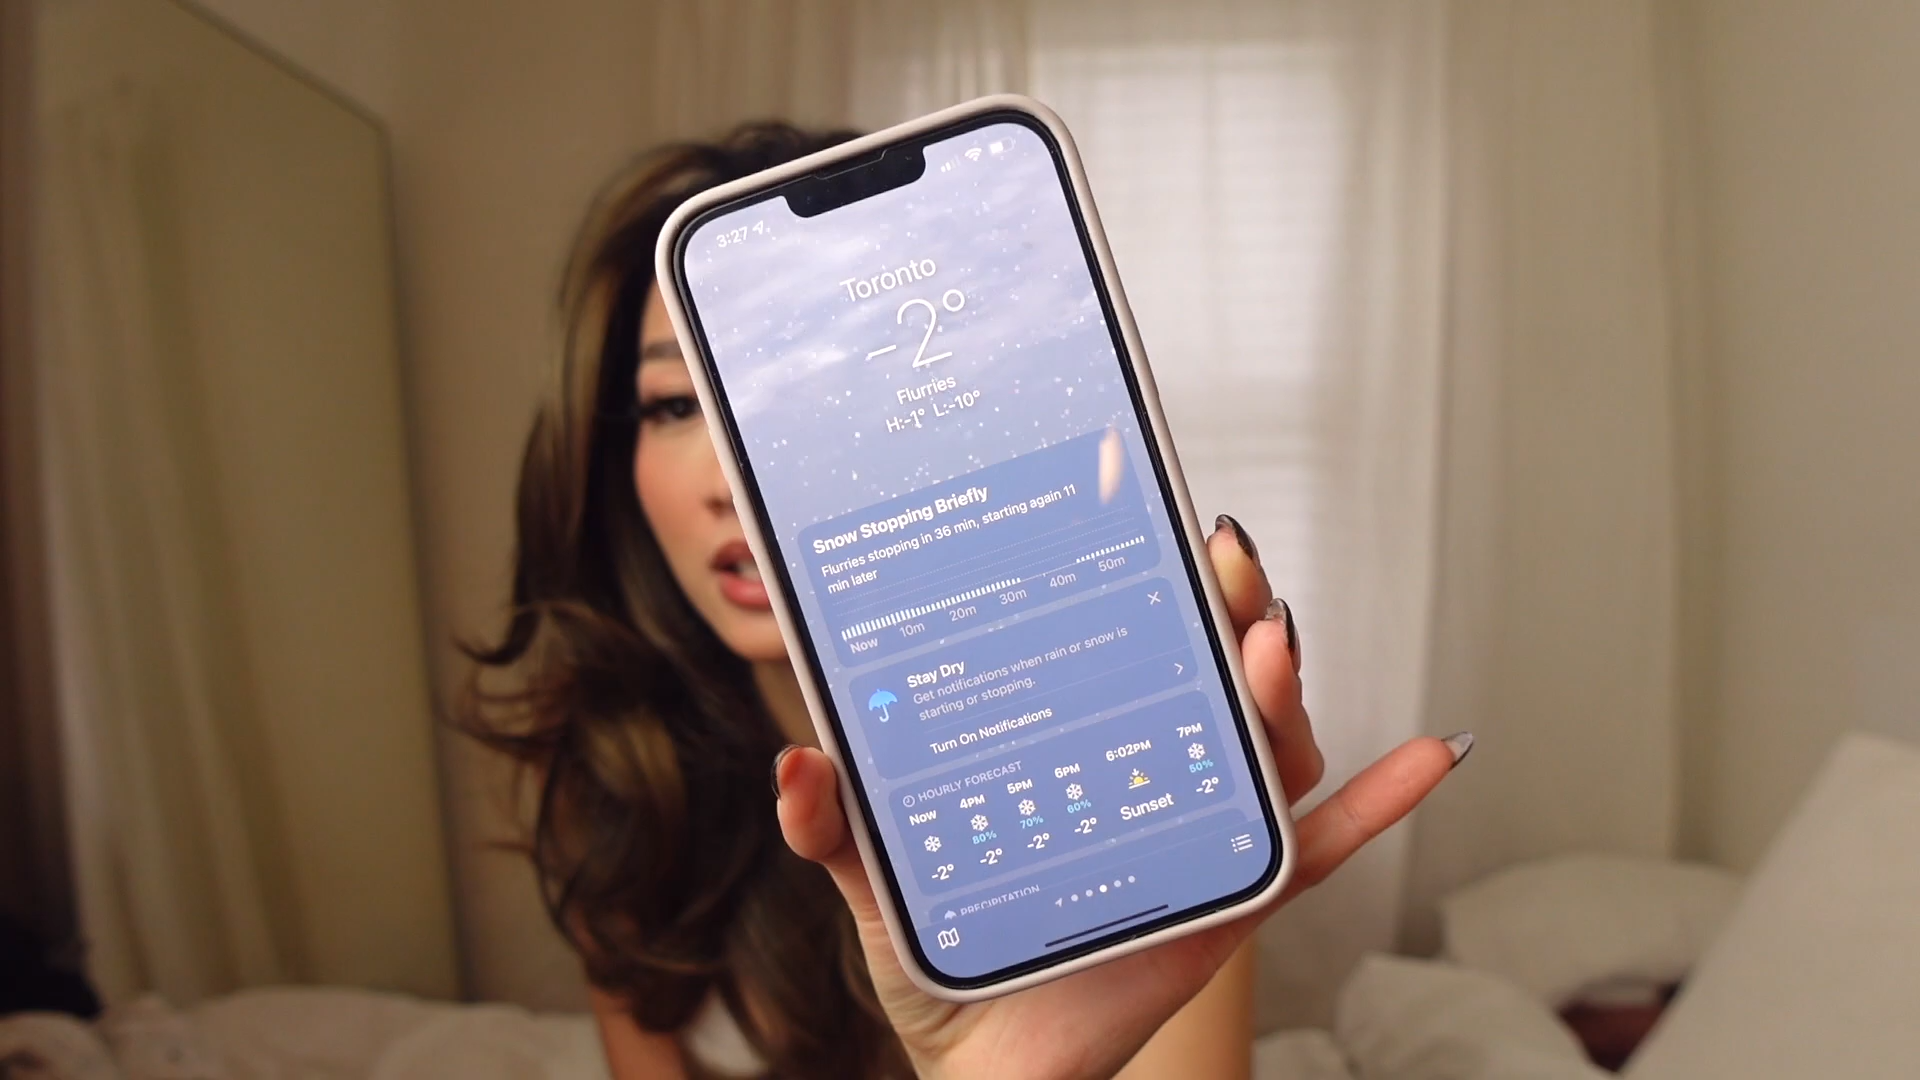 3:27
Toronto
-2°
Flurries
H:-1° L:-10°
Snow Stopping Briefly
Flurries stopping in 36 min, starting again 11
min later
Now 10m 20m 30m 40m 50m
Stay Dry
Get notifications when rain or snow is
starting or stopping.
Turn On Notifications
HOURLY FORECAST
Now 4PM 5PM 6PM 6:02PM 7PM
80% 70% 60% 50%
-2° -2° -2° -2° Sunset -2°
PRECIPITATION